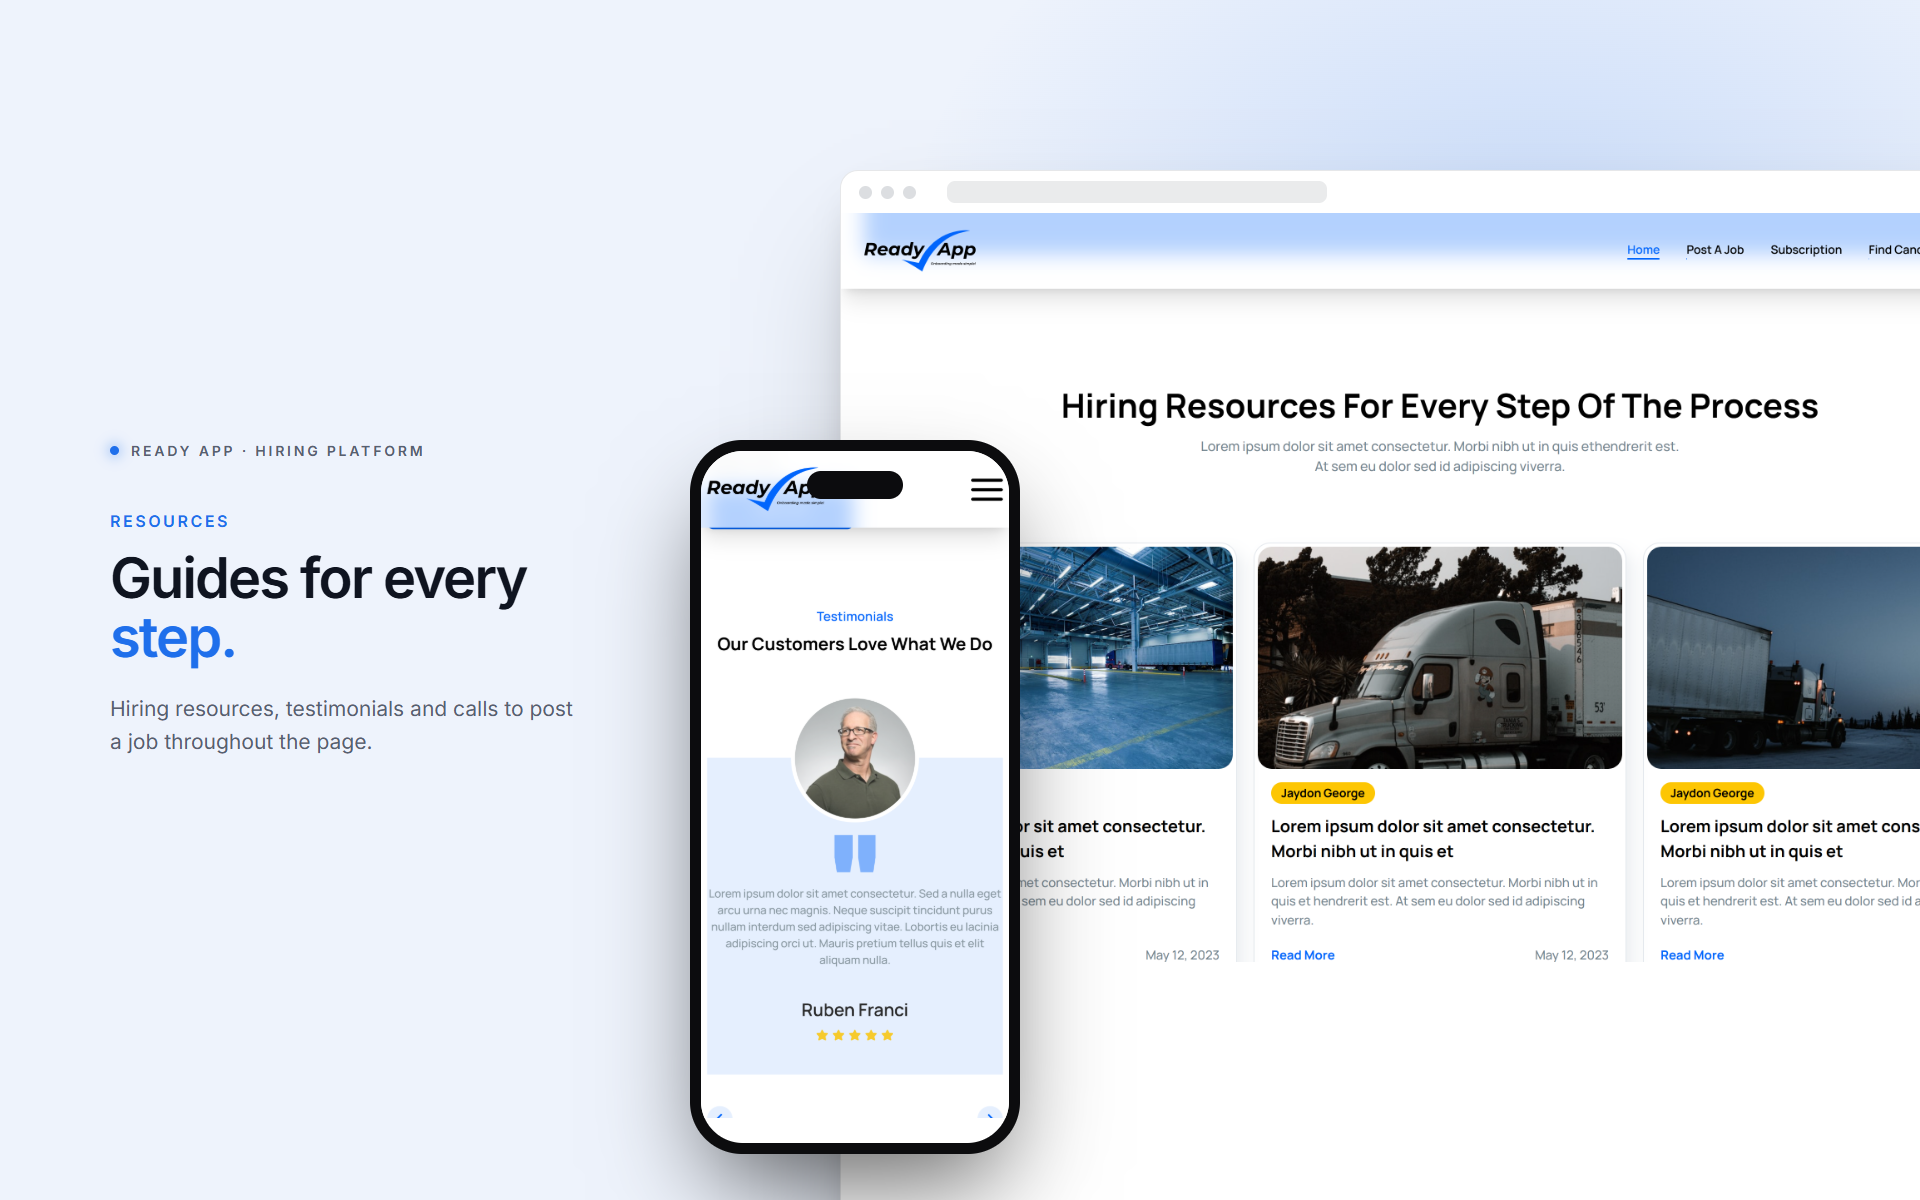 READY APP · HIRING PLATFORM
RESOURCES
Guides for every
step.
Hiring resources, testimonials and calls to post
a job throughout the page.
Ready App
Onboarding made simple!
Home
Post A Job
Subscription
Find
Hiring Resources For Every Step Of The Process
Lorem ipsum dolor sit amet consectetur. Morbi nibh ut in quis ethendrerit est.
At sem eu dolor sed id adipiscing viverra.
sit amet consectetur.
et
consectetur. Morbi nibh ut in
sem eu dolor sed id adipiscing
May 12, 2023
53'
Jaydon George
Lorem ipsum dolor sit amet consectetur.
Morbi nibh ut in quis et
Lorem ipsum dolor sit amet consectetur. Morbi nibh ut in
quis et hendrerit est. At sem eu dolor sed id adipiscing
viverra.
Read More
May 12, 2023
Jaydon George
Lorem ipsum dolor sit amet
Morbi nibh ut in quis et
Lorem ipsum dolor sit amet consectetur.
quis et hendrerit est. At sem eu dolor sed id
viverra.
Read More
Ready
Testimonials
Our Customers Love What We Do
Lorem ipsum dolor sit amet consectetur. Sed a nulla eget
arcu urna nec magnis. Neque suscipit tincidunt purus
nullam interdum sed adipiscing vitae. Lobortis eu lacinia
adipiscing orci ut. Mauris pretium tellus quis et elit
aliquam nulla.
Ruben Franci